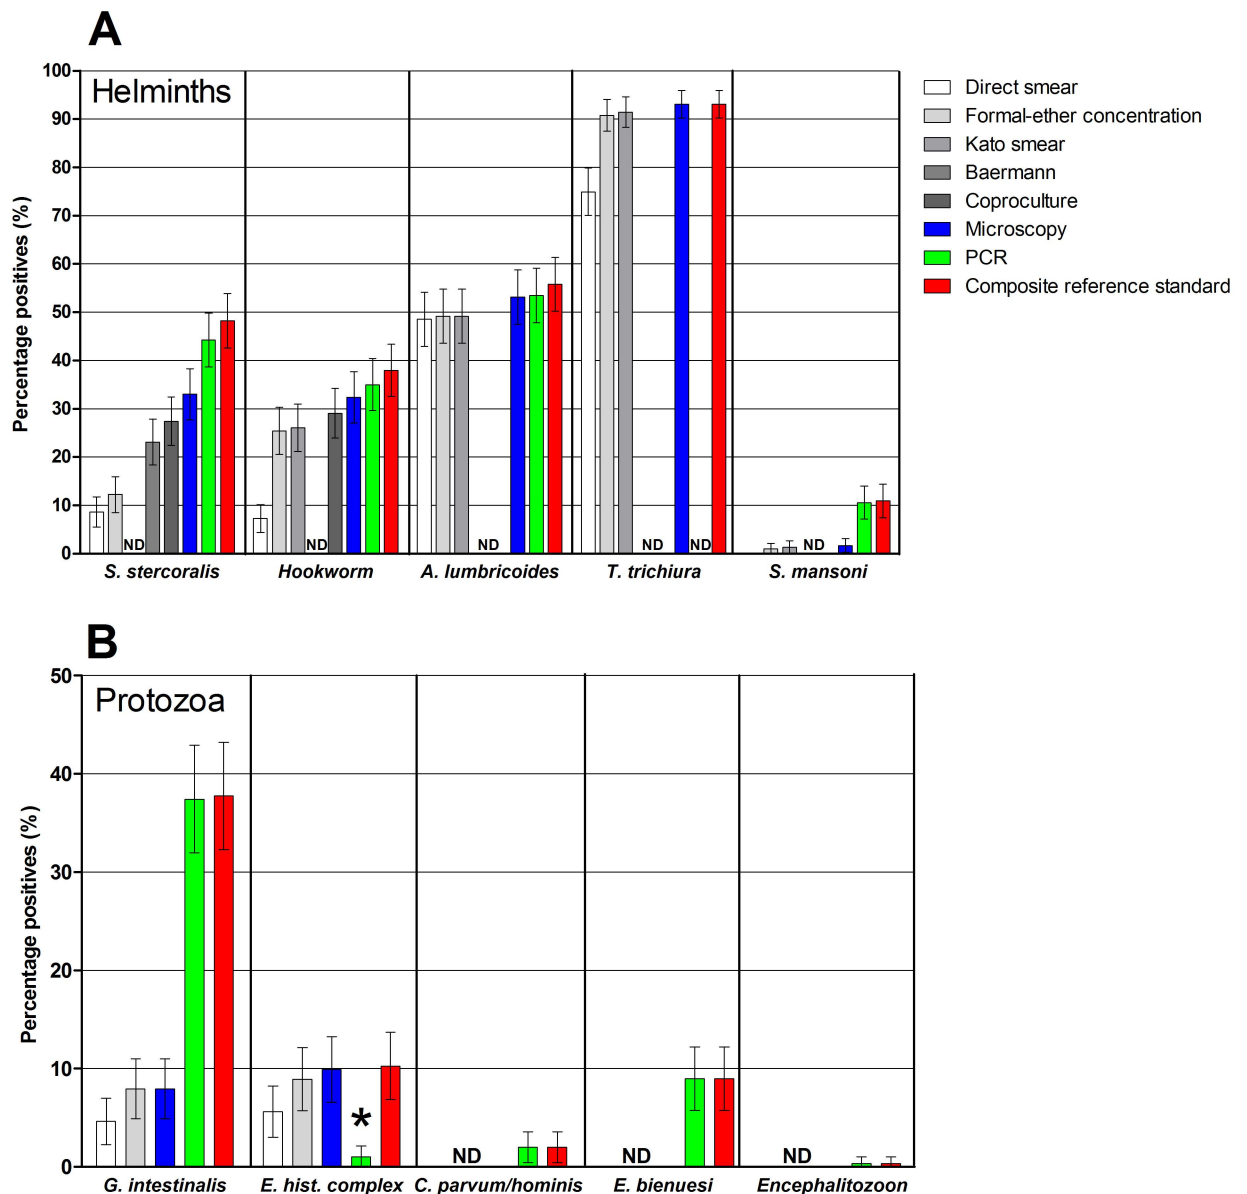 A
Helminths
Percentage positives (%)
100
90
80
70
60
50
40
30
20
10
0
ND
ND
ND
ND
ND
ND
S. stercoralis
Hookworm
A. lumbricoides
T. trichiura
S. mansoni
Direct smear
Formal-ether concentration
Kato smear
Baermann
Coproculture
Microscopy
PCR
Composite reference standard
B
Protozoa
Percentage positives (%)
50
40
30
20
10
0
*
ND
ND
ND
G. intestinalis
E. hist. complex
C. parvum/hominis
E. bienuesi
Encephalitozoon